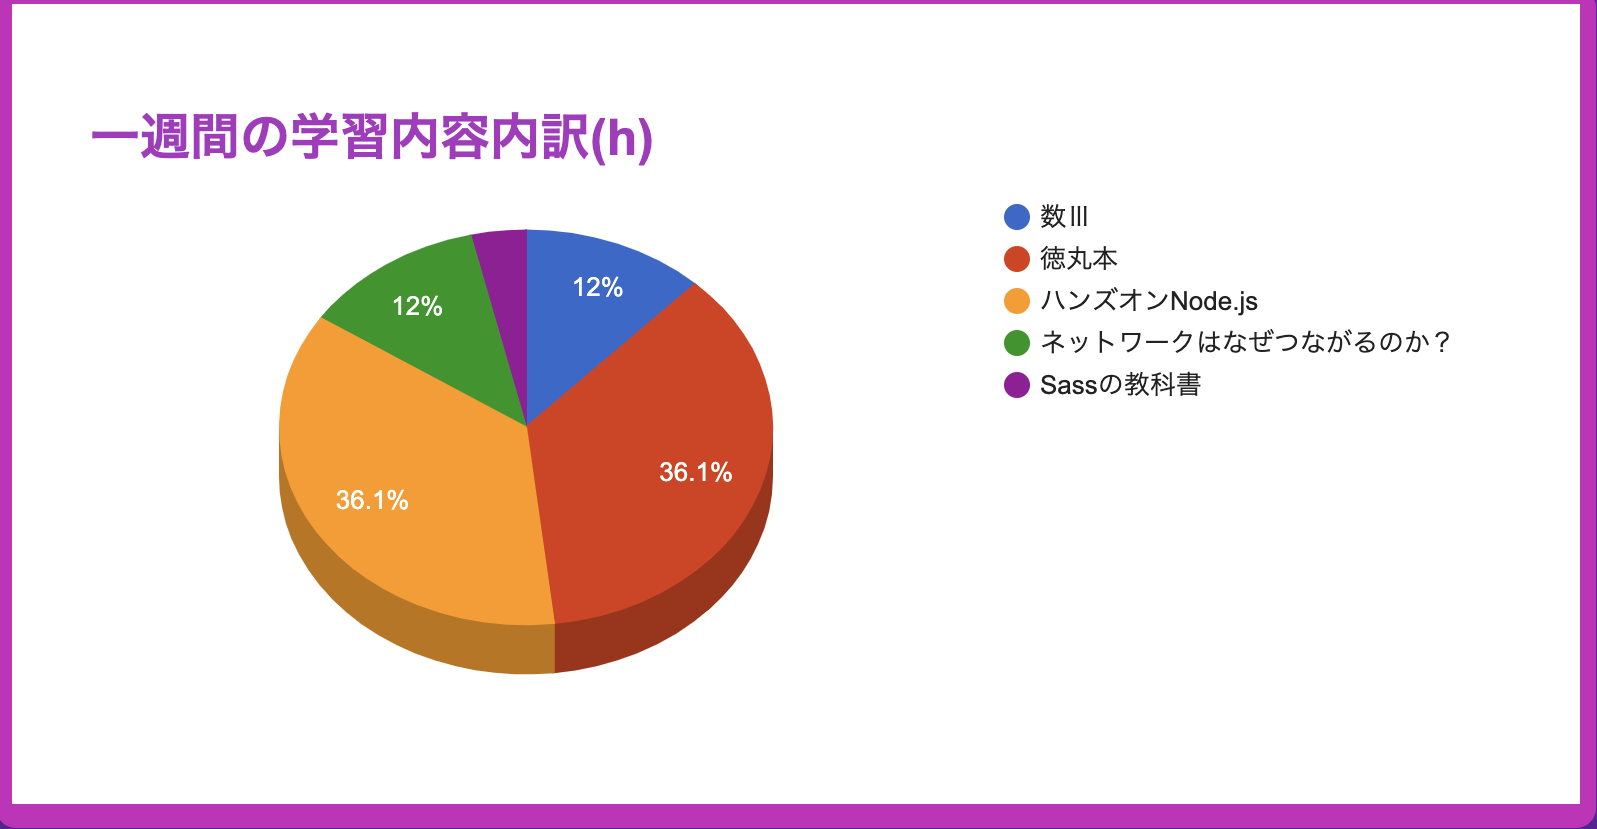 一週間の学習内容内訳(h)
数Ⅲ
徳丸本
ハンズオンNode.js
ネットワークはなぜつながるのか？
Sassの教科書
12%
12%
36.1%
36.1%